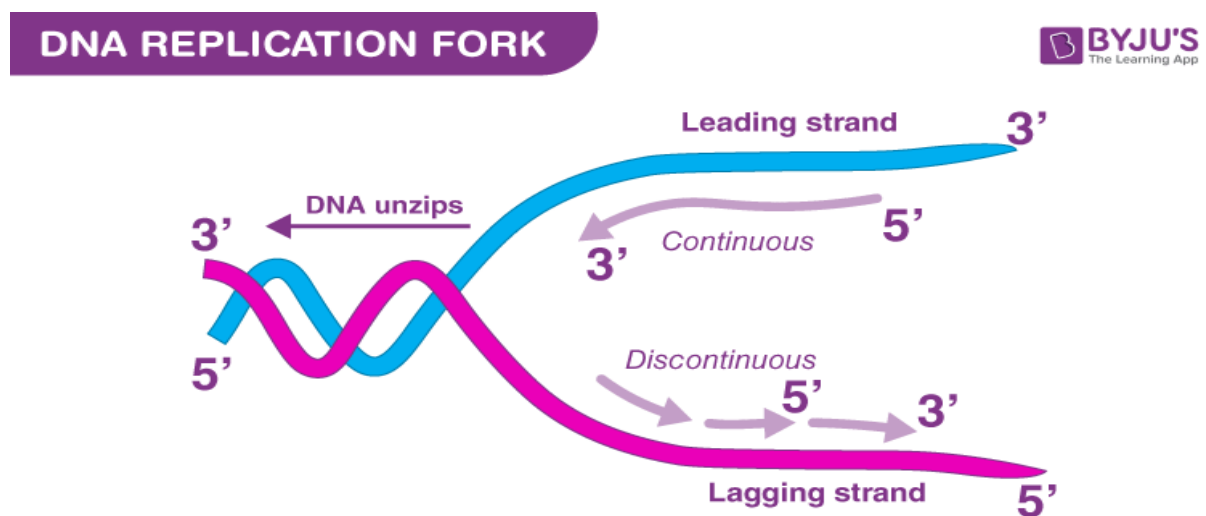 DNA REPLICATION FORK
BYJU'S
The Learning App
Leading strand
3’
DNA unzips
3’
5’
Continuous
3’
5’
Discontinuous
5’
3’
Lagging strand
5’